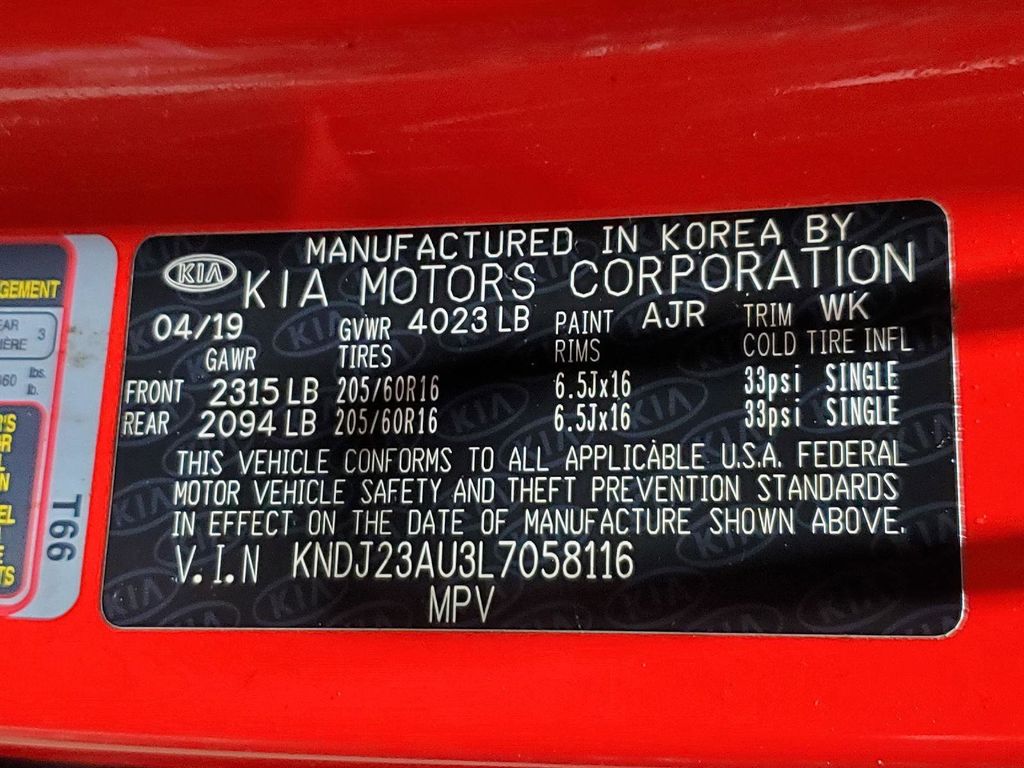 MANUFACTURED IN KOREA BY
KIA KIA MOTORS CORPORATION
04/19 GVWR 4023 LB PAINT AJR TRIM WK
GAWR TIRES RIMS COLD TIRE INFL
FRONT 2315 LB 205/60R16 6.5Jx16 33psi SINGLE
REAR 2094 LB 205/60R16 6.5Jx16 33psi SINGLE
THIS VEHICLE CONFORMS TO ALL APPLICABLE U.S.A. FEDERAL
MOTOR VEHICLE SAFETY AND THEFT PREVENTION STANDARDS
IN EFFECT ON THE DATE OF MANUFACTURE SHOWN ABOVE.
V.I.N KNDJ23AU3L7058116
MPV
3
lbs.
lb.
T66